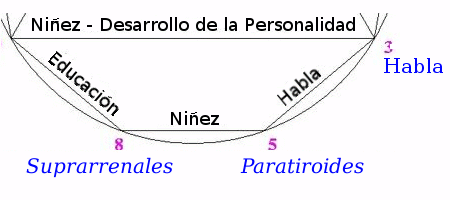 Niñez - Desarrollo de la Personalidad
3
Habla
Educación
Habla
Niñez
8
5
Suprarrenales
Paratiroides